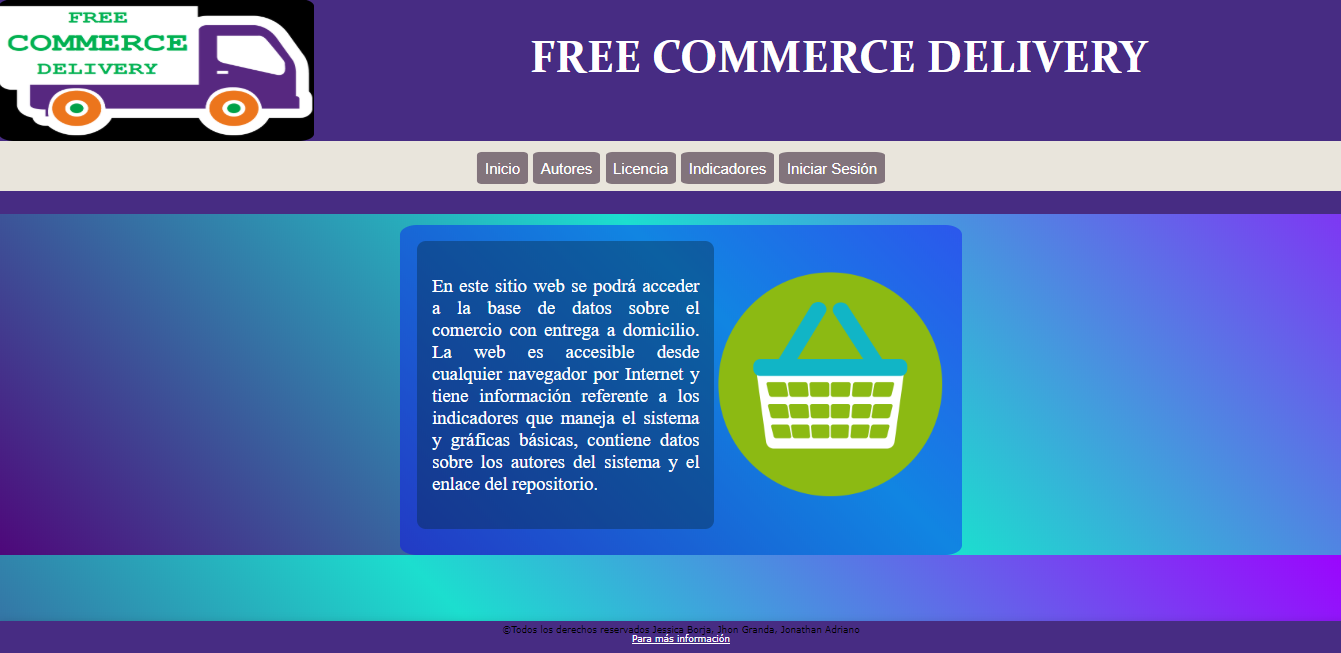 FREE
COMMERCE
DELIVERY
FREE COMMERCE DELIVERY
Inicio
Autores
Licencia
Indicadores
Iniciar Sesión
En este sitio web se podrá acceder
a la base de datos sobre el
comercio con entrega a domicilio.
La web es accesible desde
cualquier navegador por Internet y
tiene información referente a los
indicadores que maneja el sistema
y gráficas básicas, contiene datos
sobre los autores del sistema y el
enlace del repositorio.
©Todos los derechos reservados Jessica Borja, Jhon Granda, Jonathan Adriano
Para más información